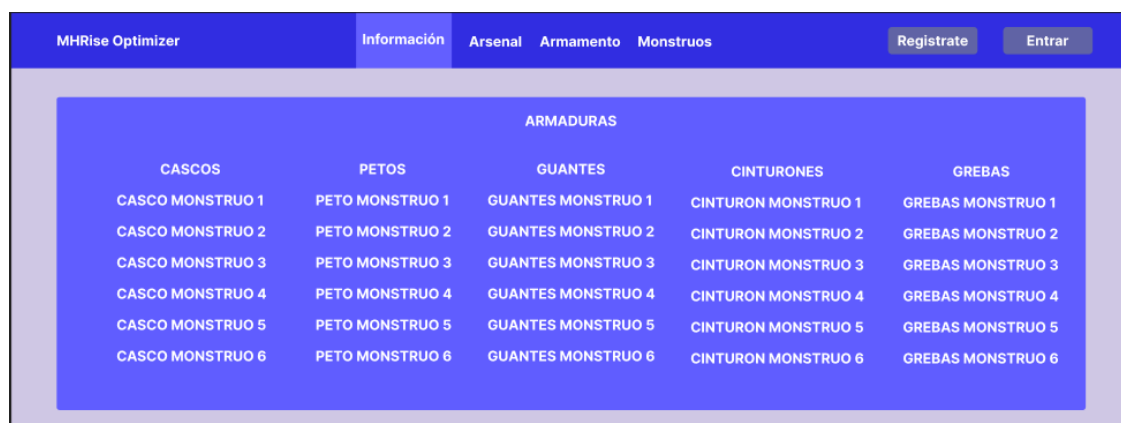 MHRise Optimizer Información Arsenal Armamento Monstruos Registrate Entrar
ARMADURAS
CASCOS PETOS GUANTES CINTURONES GREBAS
CASCO MONSTRUO 1 PETO MONSTRUO 1 GUANTES MONSTRUO 1 CINTURON MONSTRUO 1 GREBAS MONSTRUO 1
CASCO MONSTRUO 2 PETO MONSTRUO 2 GUANTES MONSTRUO 2 CINTURON MONSTRUO 2 GREBAS MONSTRUO 2
CASCO MONSTRUO 3 PETO MONSTRUO 3 GUANTES MONSTRUO 3 CINTURON MONSTRUO 3 GREBAS MONSTRUO 3
CASCO MONSTRUO 4 PETO MONSTRUO 4 GUANTES MONSTRUO 4 CINTURON MONSTRUO 4 GREBAS MONSTRUO 4
CASCO MONSTRUO 5 PETO MONSTRUO 5 GUANTES MONSTRUO 5 CINTURON MONSTRUO 5 GREBAS MONSTRUO 5
CASCO MONSTRUO 6 PETO MONSTRUO 6 GUANTES MONSTRUO 6 CINTURON MONSTRUO 6 GREBAS MONSTRUO 6